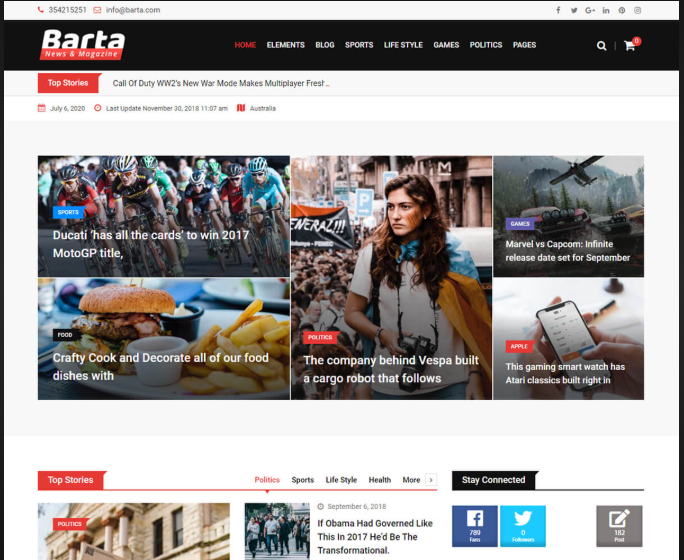 354215251 info@barta.com
Barta
News & Magazine
HOME ELEMENTS BLOG SPORTS LIFE STYLE GAMES POLITICS PAGES
0
Top Stories Call Of Duty WW2's New War Mode Makes Multiplayer Fresh _
July 6, 2020 Last Update November 30, 2018 11:07 am Australia
SPORTS
Ducati 'has all the cards' to win 2017
MotoGP title,
FOOD
Crafty Cook and Decorate all of our food
dishes with
ENERAL!!!
POLITICS
The company behind Vespa built
a cargo robot that follows
GAMES
Marvel vs Capcom: Infinite
release date set for September
APPLE
This gaming smart watch has
Atari classics built right in
Top Stories Politics Sports Life Style Health More >
POLITICS
September 6, 2018
If Obama Had Governed Like
This In 2017 He'D Be The
Transformational.
Stay Connected
789
Fans
0
Followers
182
Post